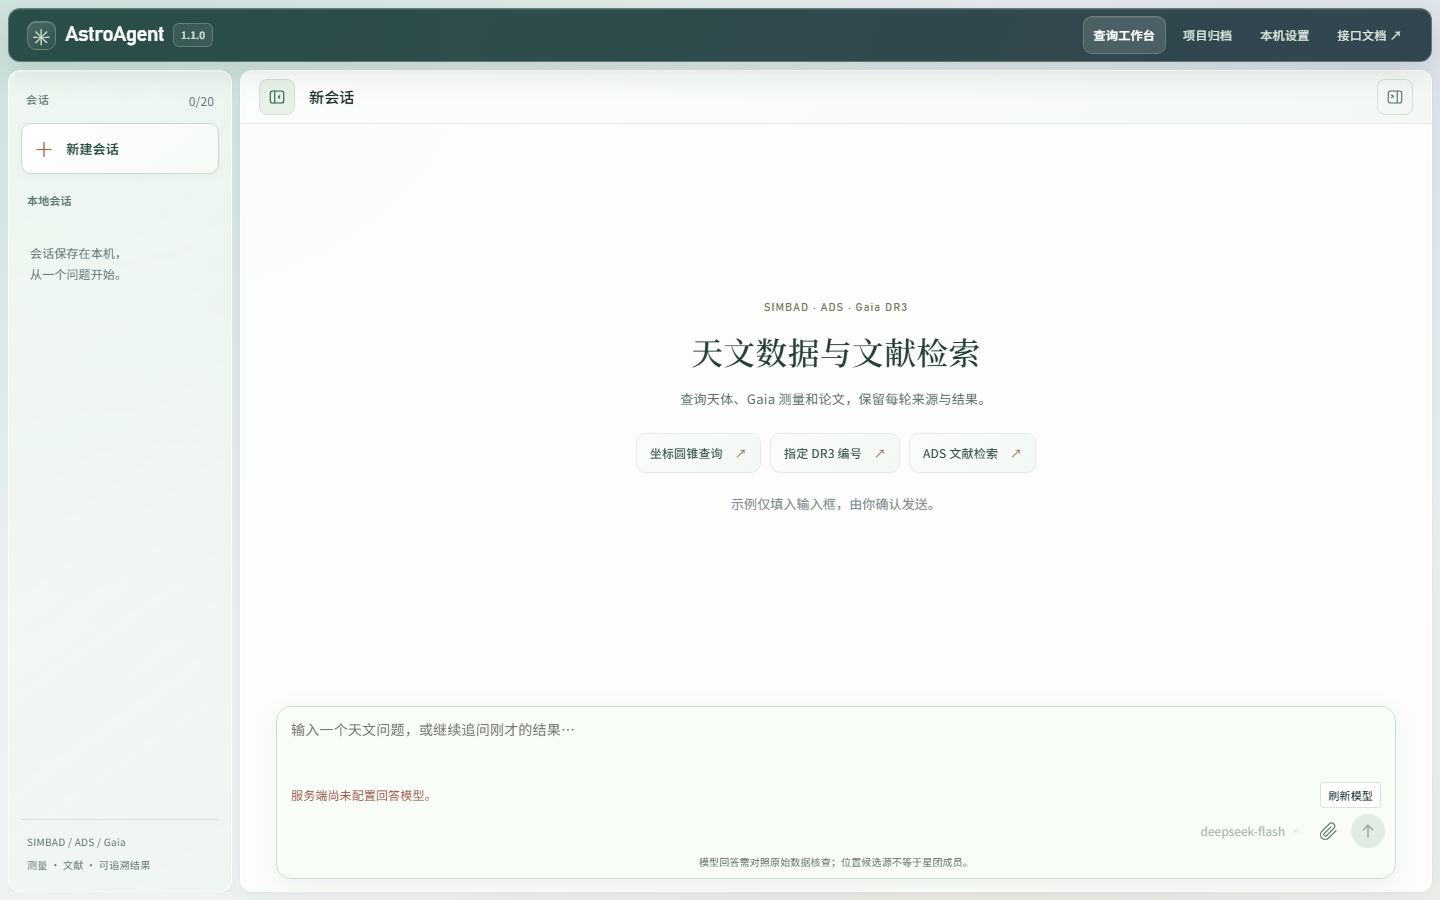 AstroAgent 1.1.0
查询工作台 项目归档 本机设置 接口文档 ↗
会话 0/20
新建会话
本地会话
会话保存在本机，
从一个问题开始。
SIMBAD / ADS / Gaia
测量 · 文献 · 可追溯结果
新会话
SIMBAD · ADS · Gaia DR3
天文数据与文献检索
查询天体、Gaia 测量和论文，保留每轮来源与结果。
坐标圆锥查询 ↗ 指定 DR3 编号 ↗ ADS 文献检索 ↗
示例仅填入输入框，由你确认发送。
输入一个天文问题，或继续追问刚才的结果…
服务端尚未配置回答模型。 刷新模型
deepseek-flash
模型回答需对照原始数据核查；位置候选源不等于星团成员。